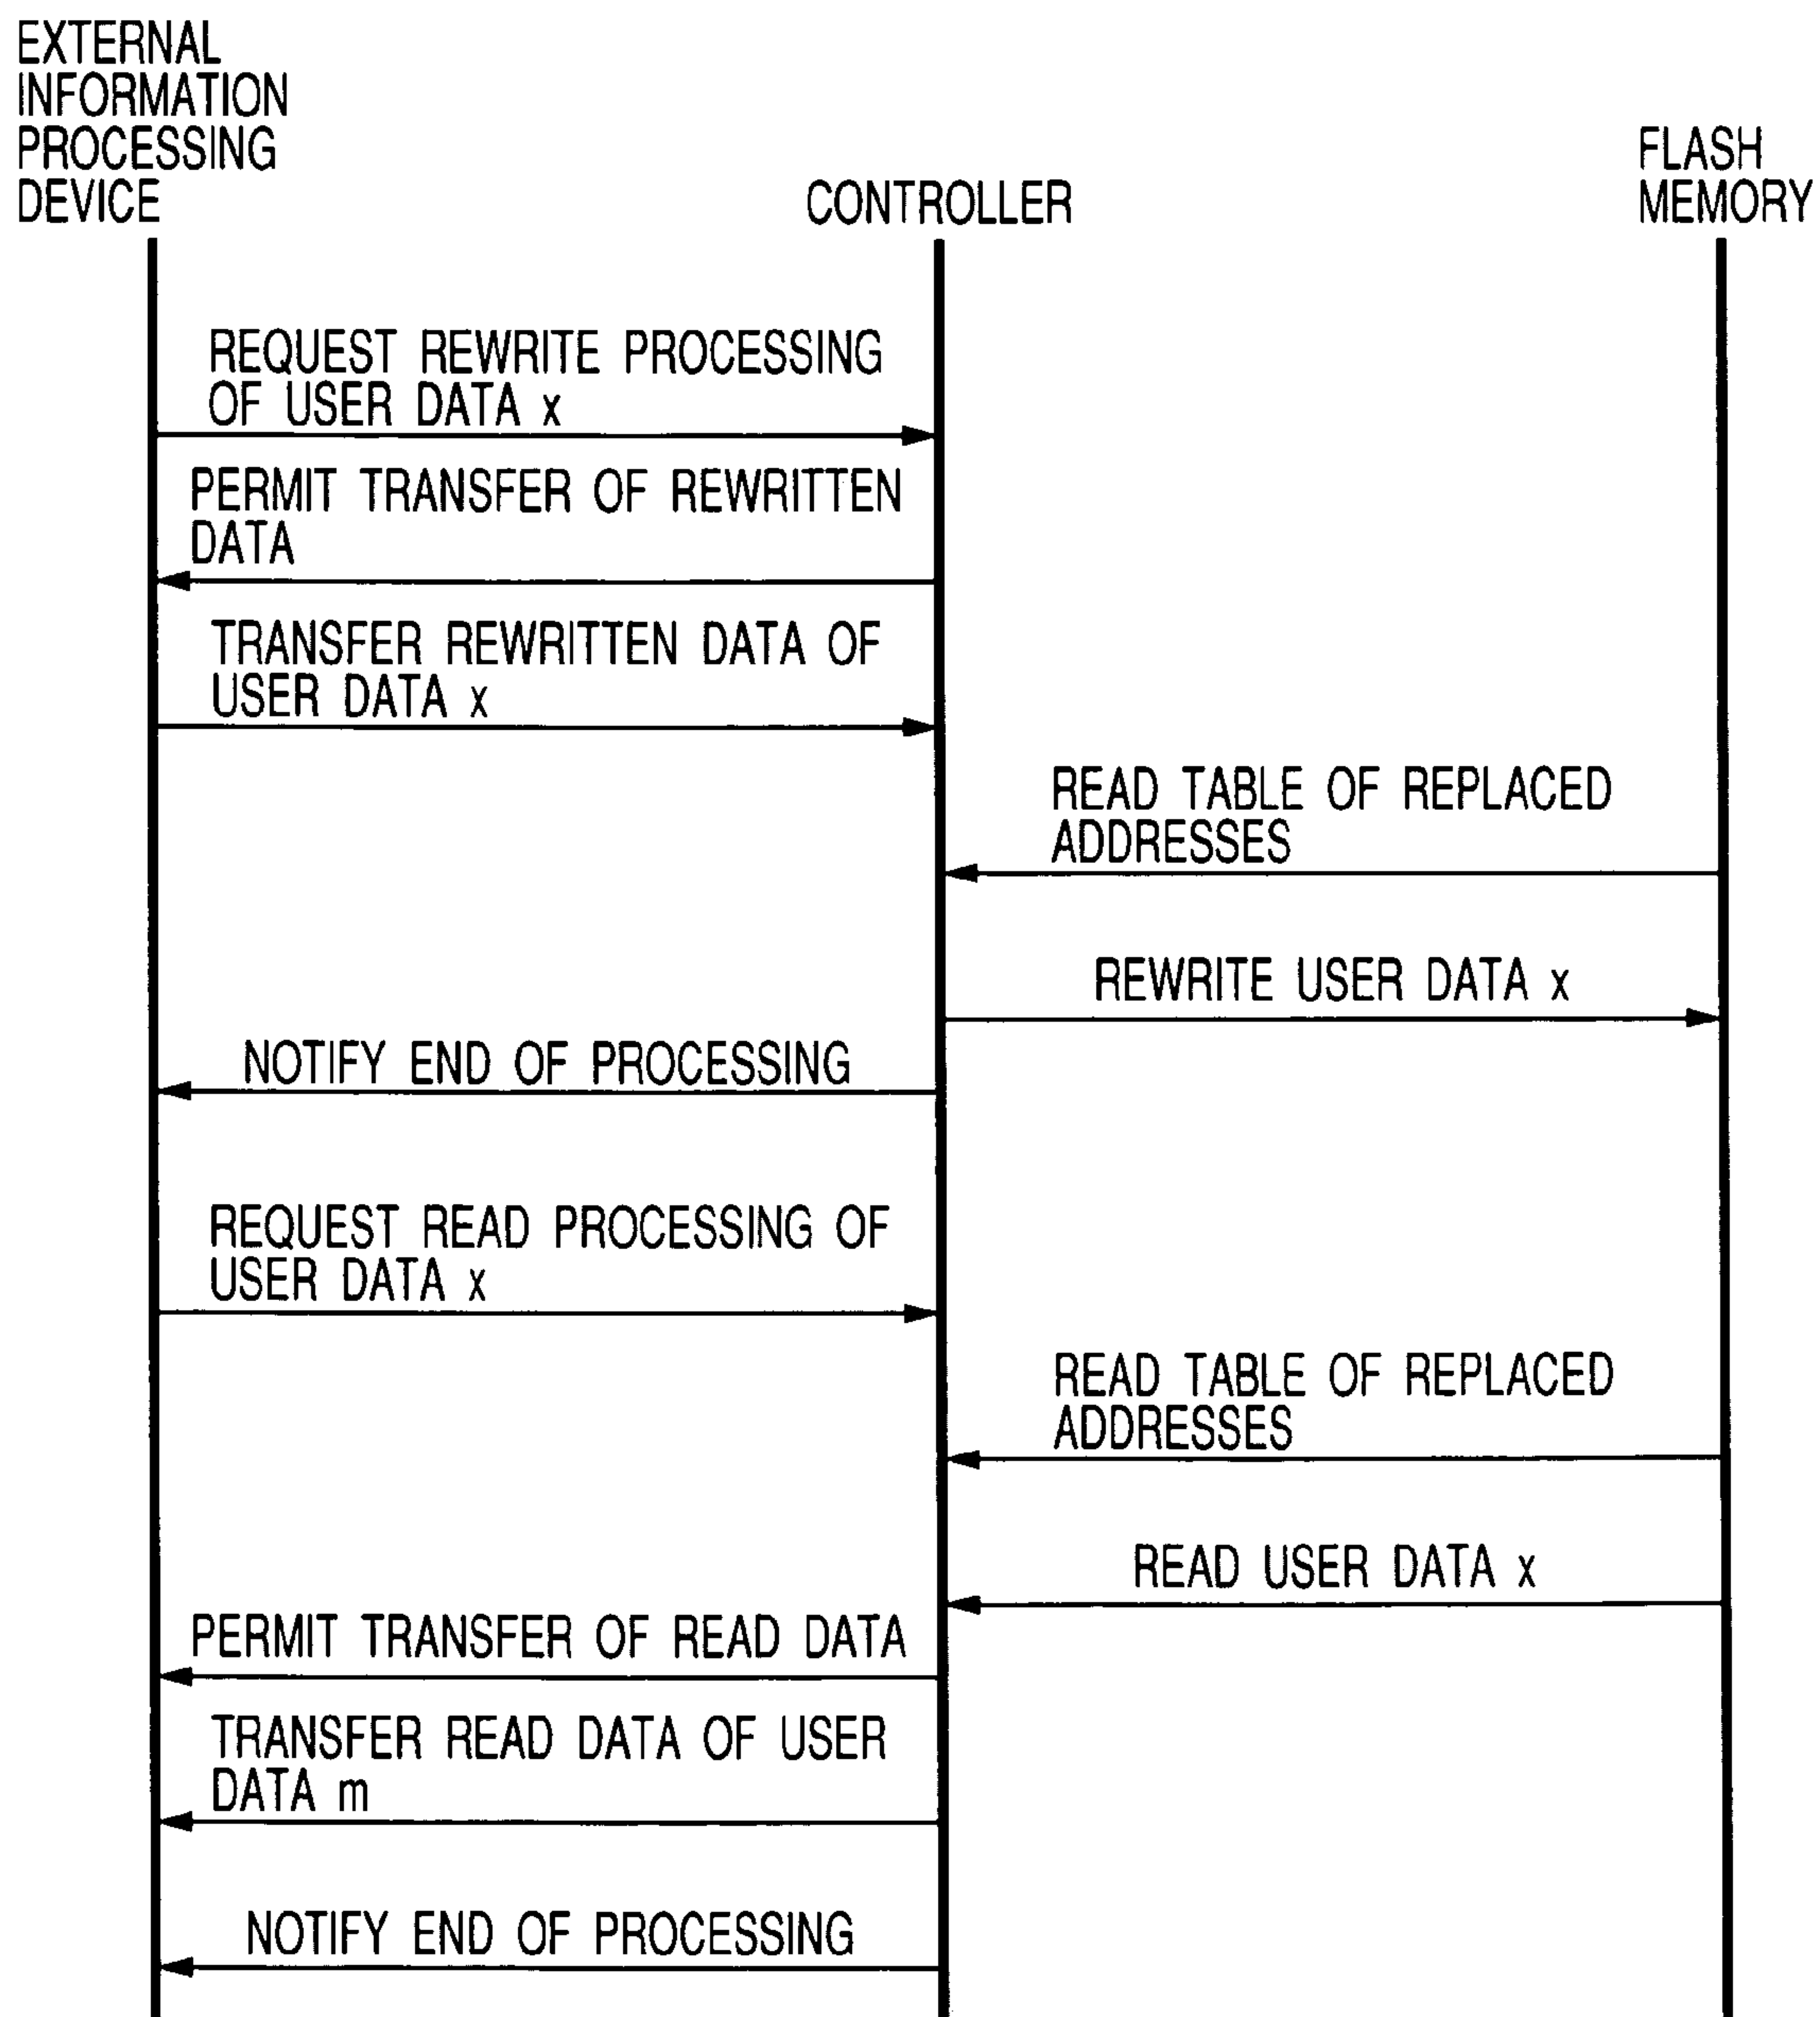 EXTERNAL
INFORMATION
PROCESSING
DEVICE
CONTROLLER
FLASH
MEMORY
REQUEST REWRITE PROCESSING
OF USER DATA x
PERMIT TRANSFER OF REWRITTEN
DATA
TRANSFER REWRITTEN DATA OF
USER DATA x
READ TABLE OF REPLACED
ADDRESSES
REWRITE USER DATA x
NOTIFY END OF PROCESSING
REQUEST READ PROCESSING OF
USER DATA x
READ TABLE OF REPLACED
ADDRESSES
READ USER DATA x
PERMIT TRANSFER OF READ DATA
TRANSFER READ DATA OF USER
DATA m
NOTIFY END OF PROCESSING